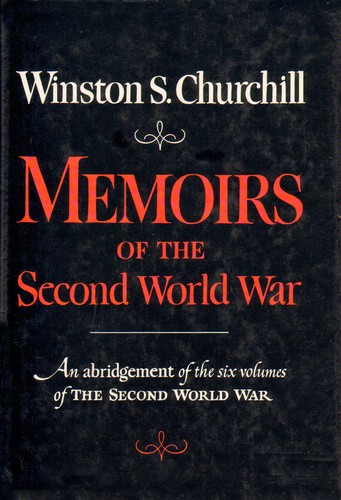 Winston S. Churchill
MEMOIRS
OF THE
Second World War
An abridgement of the six volumes
of THE SECOND WORLD WAR